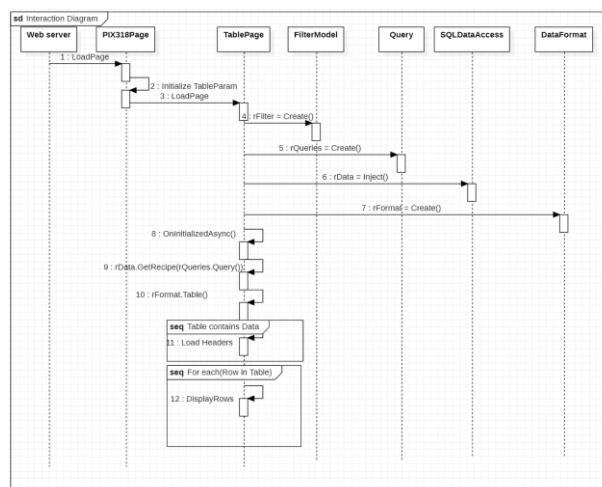 sd Interaction Diagram
Web server
PIX318Page
TablePage
FilterModel
Query
SQLDataAccess
DataFormat
1 : LoadPage
2 : Initialize TableParam
3 : LoadPage
4 : rFilter = Create()
5 : rQueries = Create()
6 : rData = Inject()
7 : rFormat = Create()
8 : OnInitializedAsync()
9 : rData.GetRecipe(rQueries.Query())
10 : rFormat.Table()
seq Table contains Data
11 : Load Headers
seq For each(Row in Table)
12 : DisplayRows